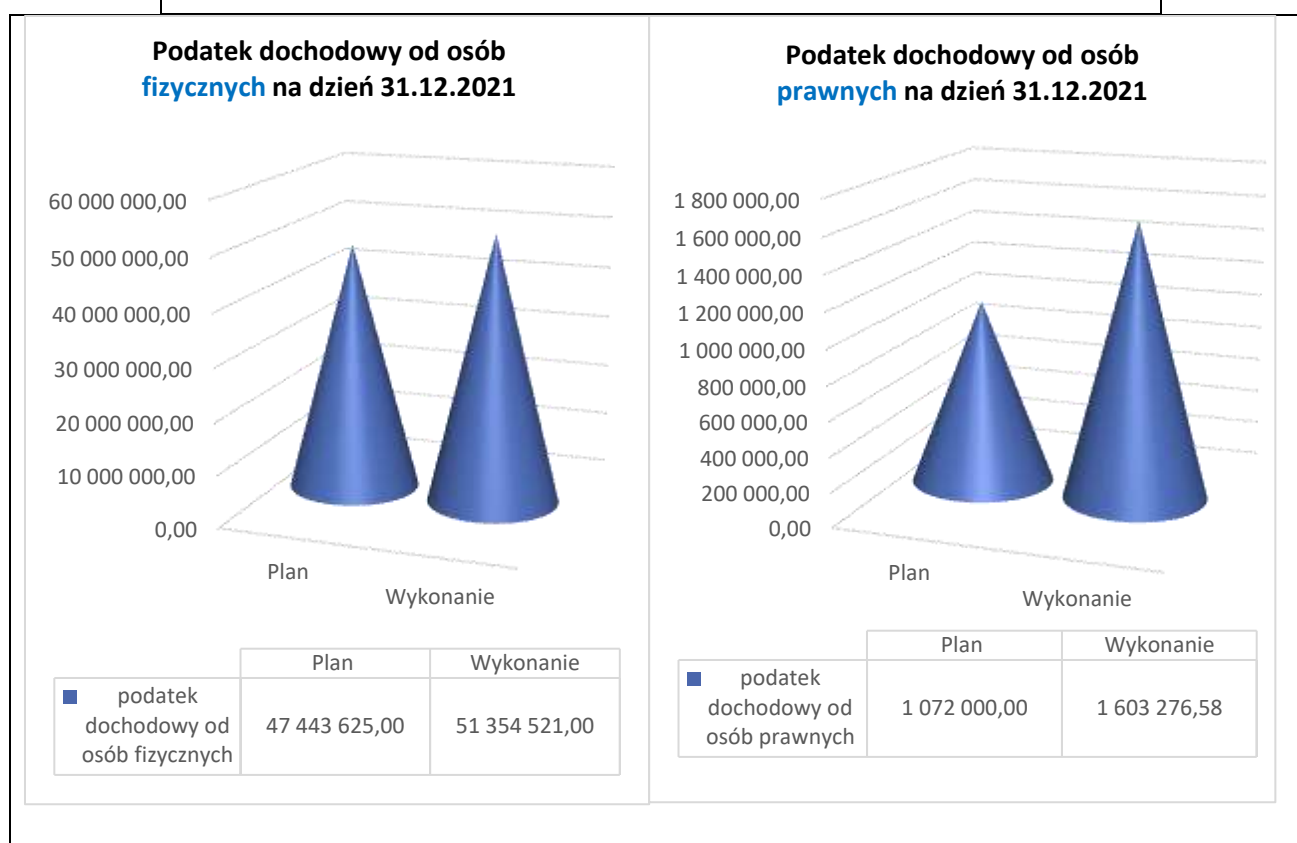 Podatek dochodowy od osób
fizycznych na dzień 31.12.2021
60 000 000,00
50 000 000,00
40 000 000,00
30 000 000,00
20 000 000,00
10 000 000,00
0,00
Plan
Wykonanie
Plan Wykonanie
podatek
dochodowy od
osób fizycznych
47 443 625,00 51 354 521,00
Podatek dochodowy od osób
prawnych na dzień 31.12.2021
1 800 000,00
1 600 000,00
1 400 000,00
1 200 000,00
1 000 000,00
800 000,00
600 000,00
400 000,00
200 000,00
0,00
Plan
Wykonanie
Plan Wykonanie
podatek
dochodowy od
osób prawnych
1 072 000,00 1 603 276,58